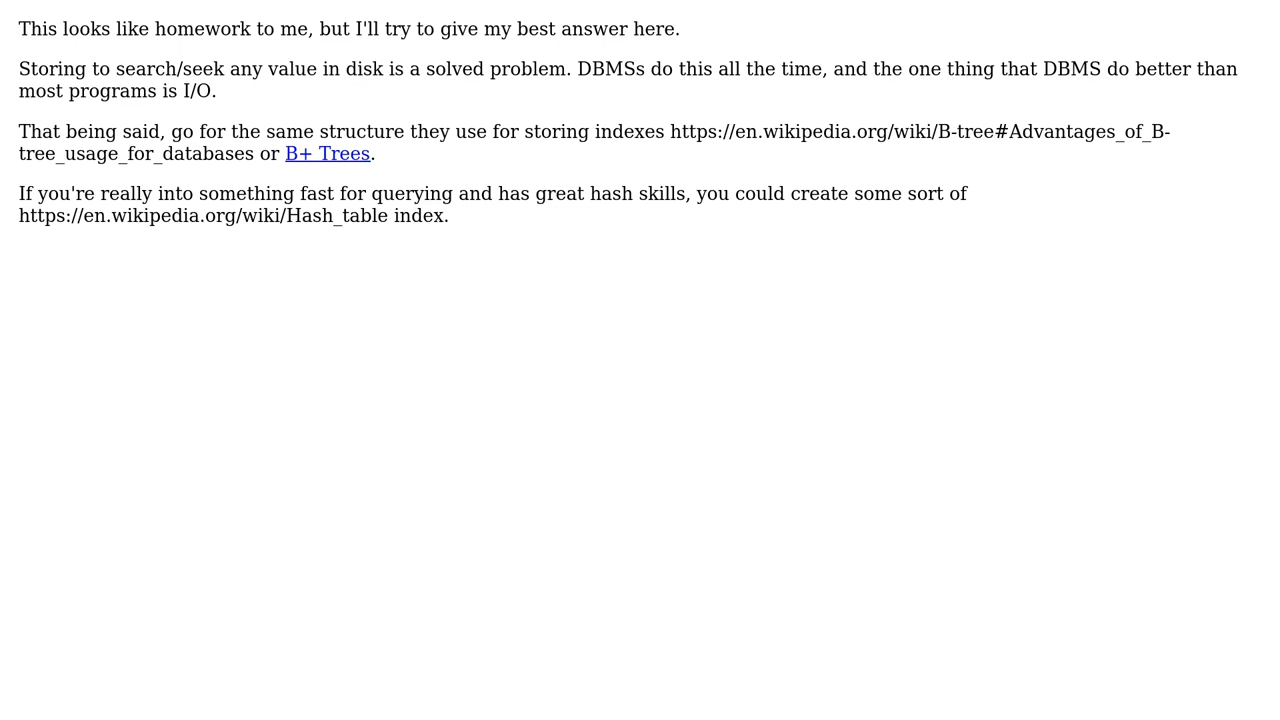 This looks like homework to me, but I'll try to give my best answer here.
Storing to search/seek any value in disk is a solved problem. DBMSs do this all the time, and the one thing that DBMS do better than
most programs is I/O.
That being said, go for the same structure they use for storing indexes https://en.wikipedia.org/wiki/B-tree#Advantages_of_B-
tree_usage_for_databases or B+ Trees.
If you're really into something fast for querying and has great hash skills, you could create some sort of
https://en.wikipedia.org/wiki/Hash_table index.